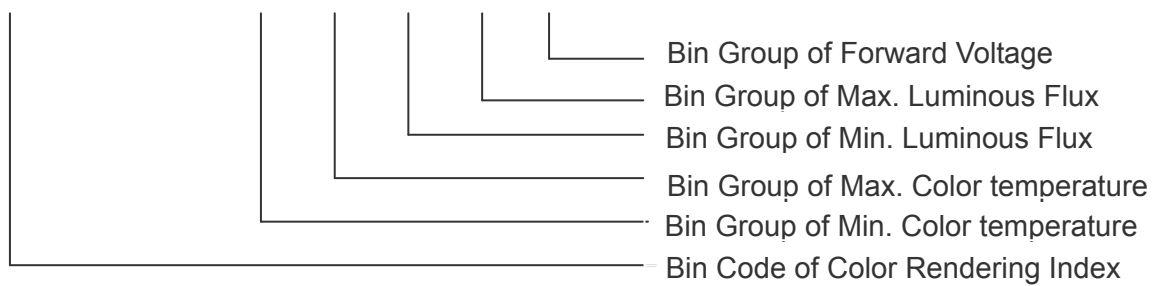 Bin Group of Forward Voltage
Bin Group of Max. Luminous Flux
Bin Group of Min. Luminous Flux
Bin Group of Max. Color temperature
Bin Group of Min. Color temperature
Bin Code of Color Rendering Index